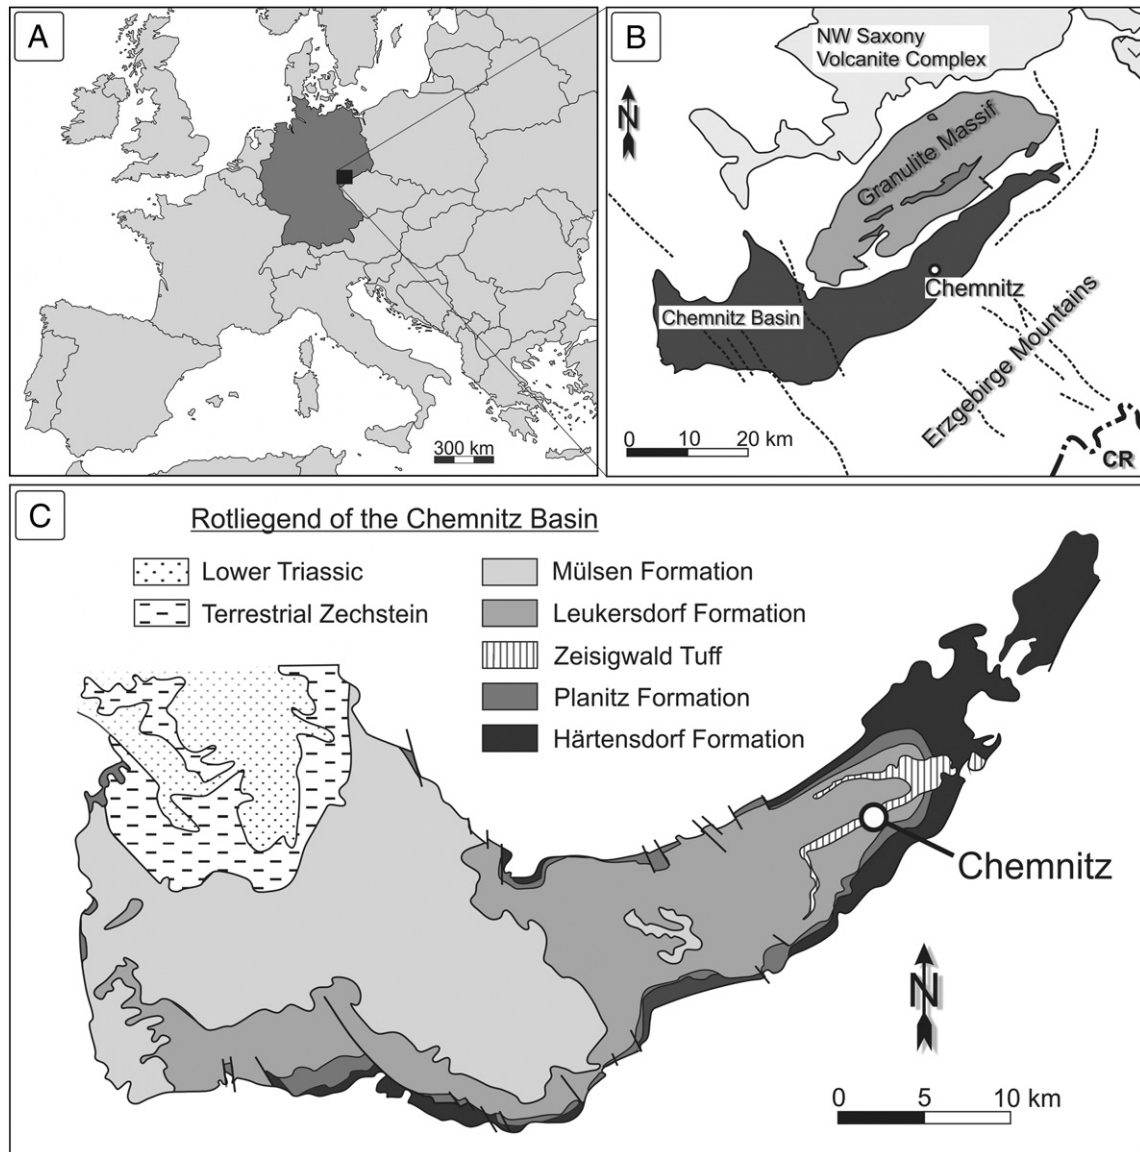 A
300 km
B
NW Saxony
Volcanite Complex
N
Granulite Massif
Chemnitz
Chemnitz Basin
Erzgebirge Mountains
0 10 20 km
CR
C
Rotliegend of the Chemnitz Basin
Lower Triassic
Terrestrial Zechstein
Mülsen Formation
Leukersdorf Formation
Zeisigwald Tuff
Planitz Formation
Härtensdorf Formation
Chemnitz
N
0 5 10 km